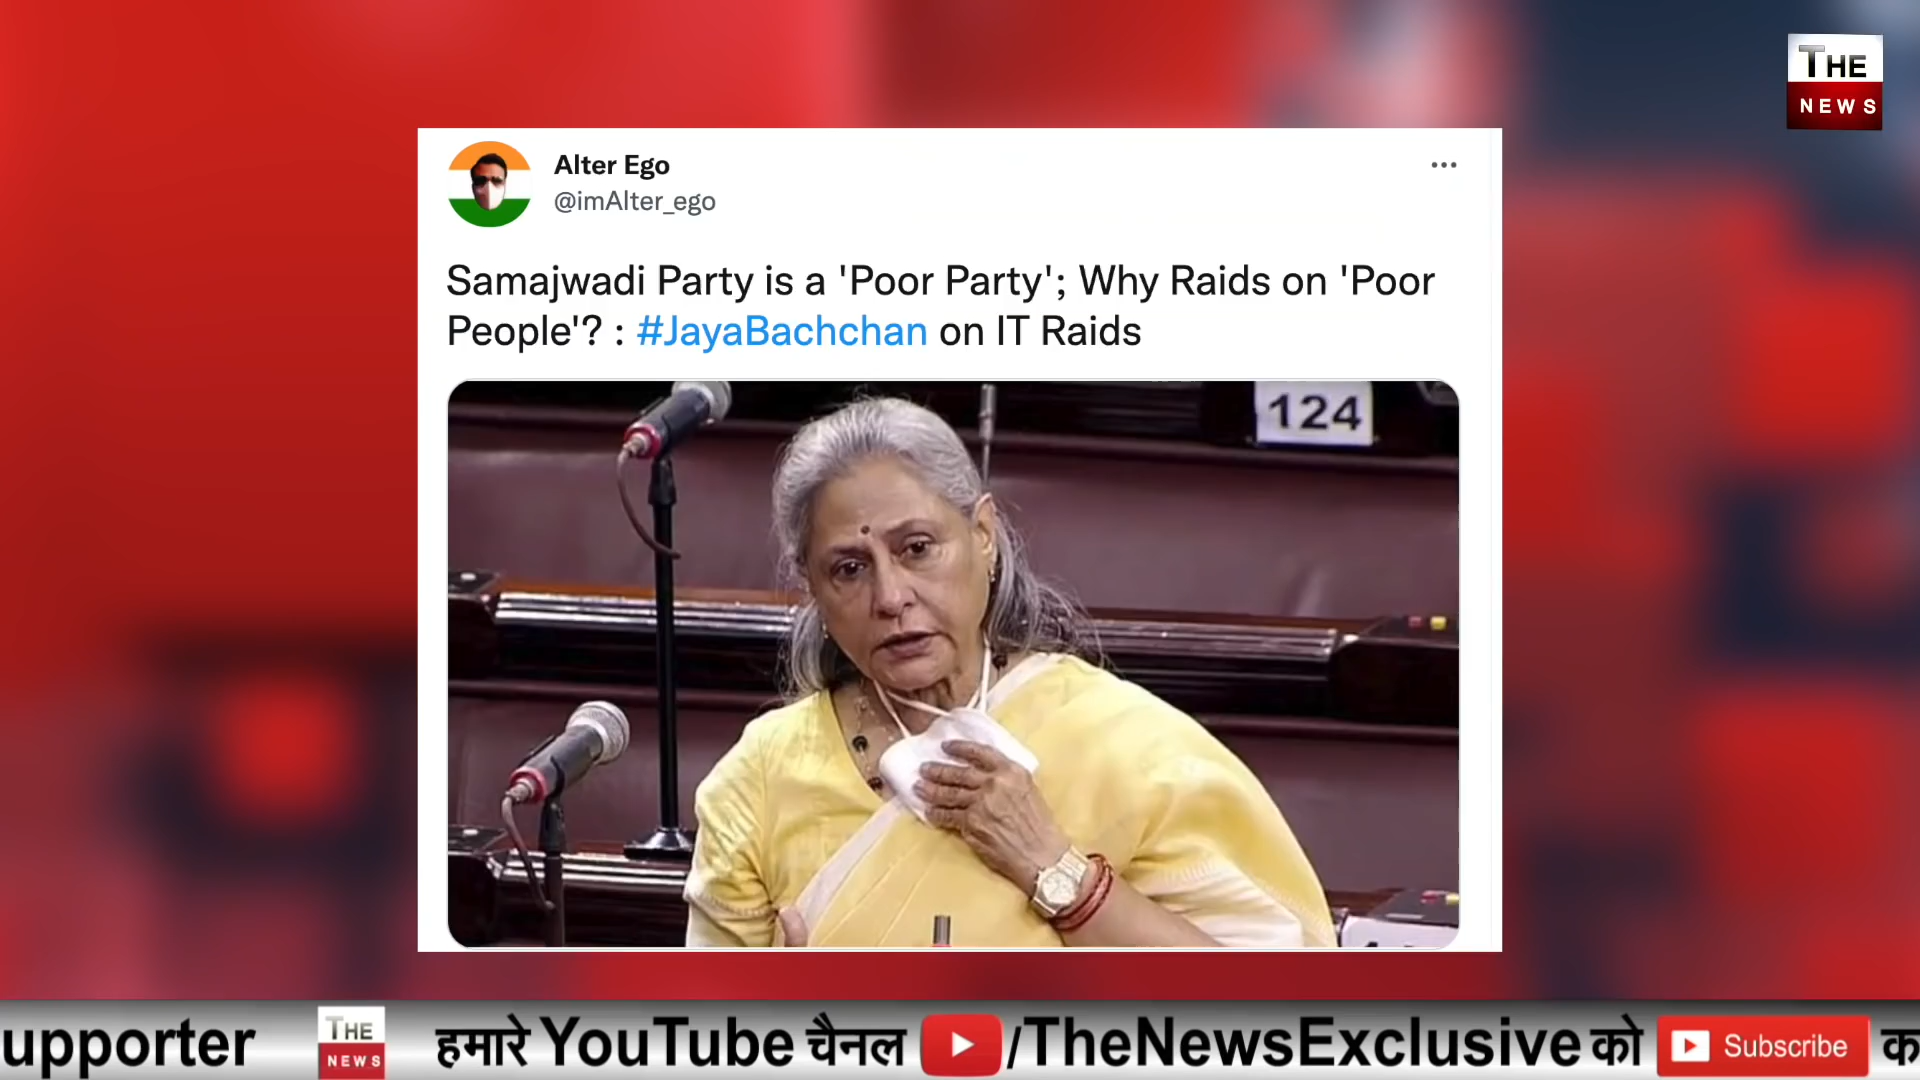 THE
NEWS
Alter Ego
@imAlter_ego
Samajwadi Party is a 'Poor Party'; Why Raids on 'Poor
People'? : #JayaBachchan on IT Raids
124
upporter THE NEWS हमारे YouTube चैनल /TheNewsExclusive को Subscribe क